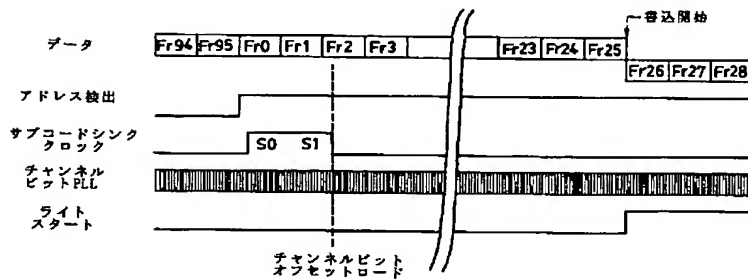 書込開始
データ Fr94 Fr95 Fr0 Fr1 Fr2 Fr3 Fr23 Fr24 Fr25
Fr26 Fr27 Fr28
アドレス検出
サブコードシンク
クロック
S0 S1
チャンネル
ビットPLL
ライト
スタート
チャンネルビット
オフセットロード